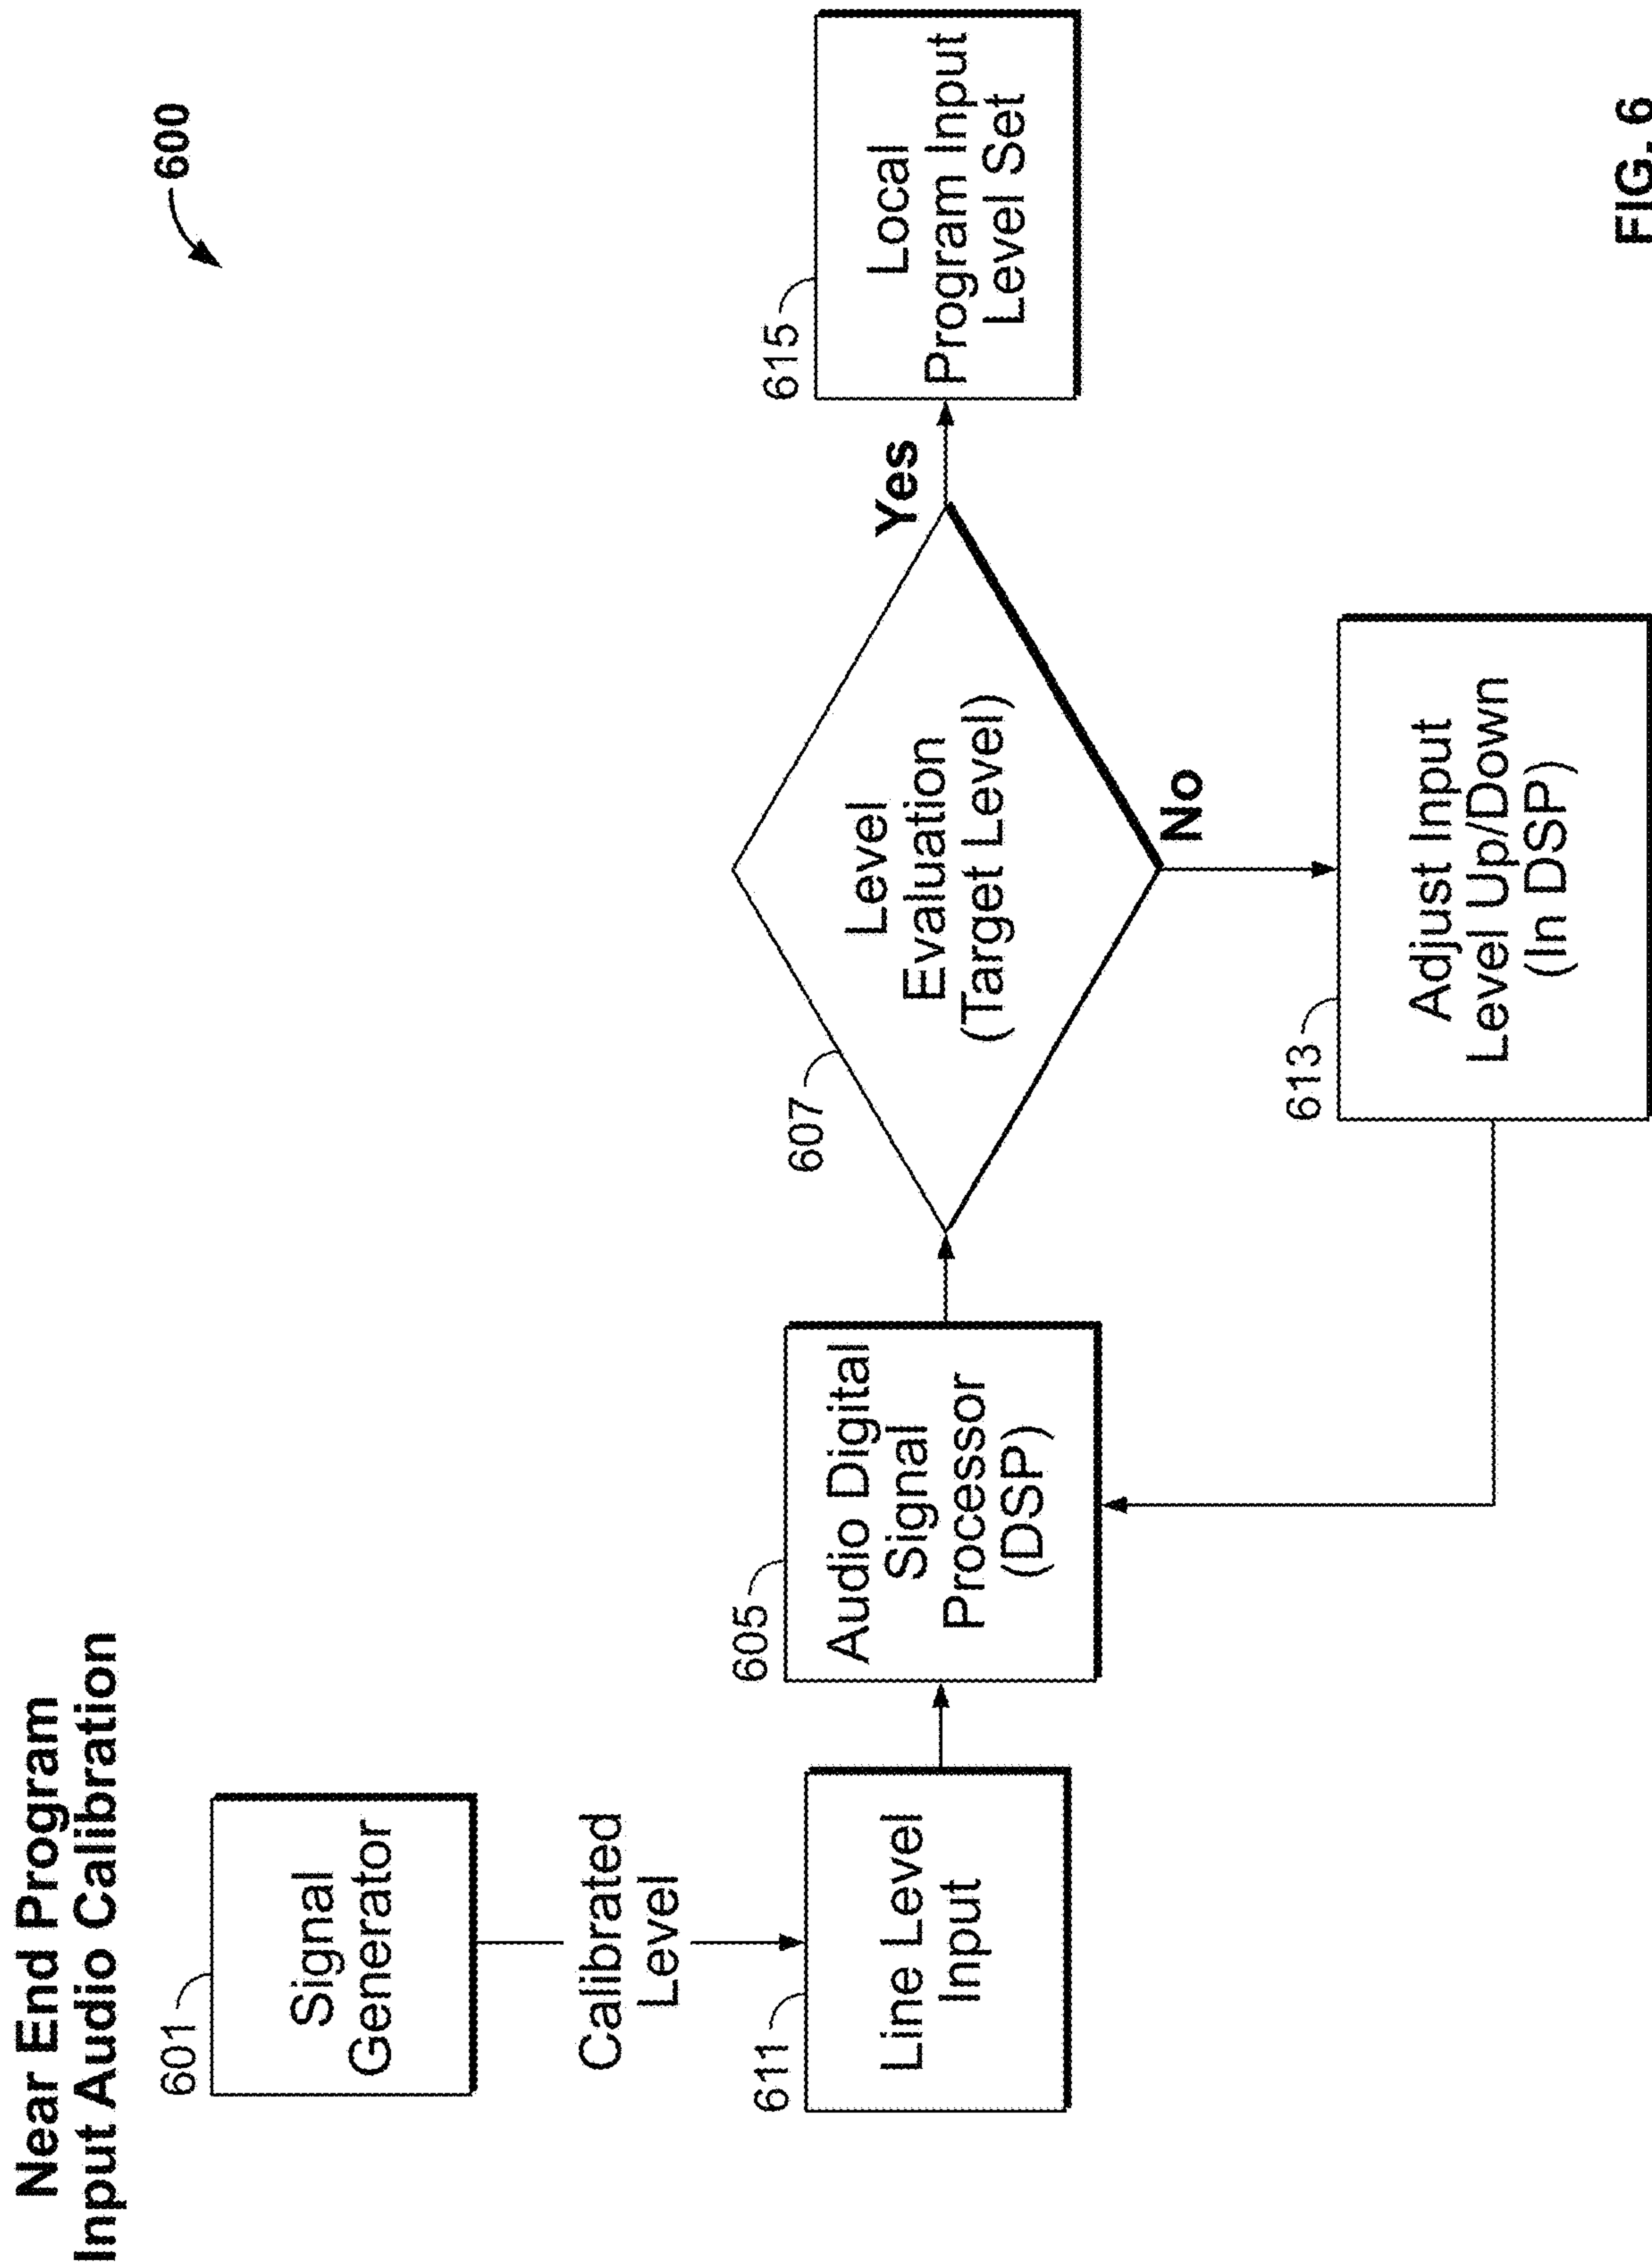 Near End Program
Input Audio Calibration
600
601
Signal
Generator
Calibrated
Level
611
Line Level
Input
605
Audio Digital
Signal
Processor
(DSP)
607
Level
Evaluation
(Target Level)
Yes
No
615
Local
Program Input
Level Set
613
Adjust Input
Level Up/Down
(In DSP)
FIG. 6